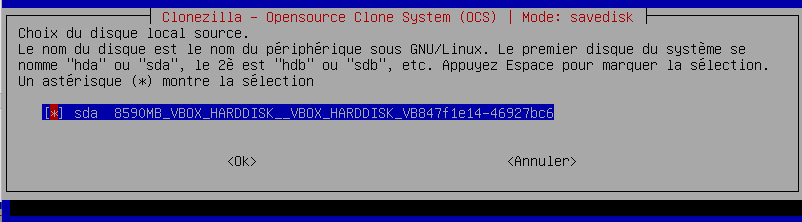 Clonezilla - Opensource Clone System (OCS) | Mode: savedisk
Choix du disque local source.
Le nom du disque est le nom du périphérique sous GNU/Linux. Le premier disque du système se
nomme "hda" ou "sda", le 2è est "hdb" ou "sdb", etc. Appuyez Espace pour marquer la sélection.
Un astérisque (*) montre la sélection
[*] sda 8590MB_VBOX_HARDDISK__VBOX_HARDDISK_VB847f1e14-46927bc6
<Ok> <Annuler>